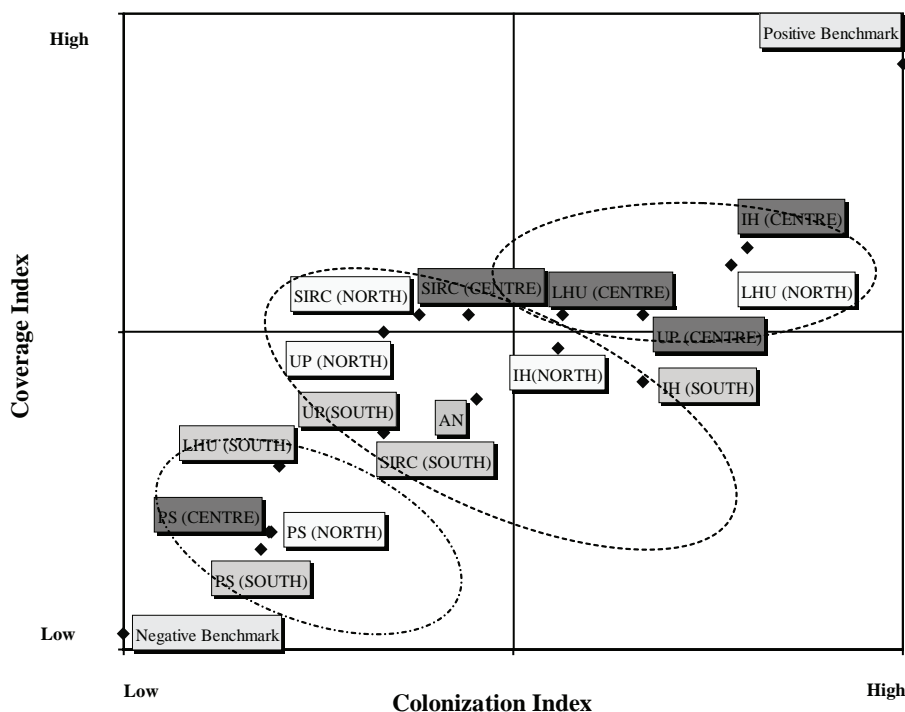 High
Positive Benchmark
IH (CENTRE)
SIRC (NORTH)
SIRC (CENTRE)
LHU (CENTRE)
LHU (NORTH)
UP (CENTRE)
UP (NORTH)
IH(NORTH)
IH (SOUTH)
Coverage Index
UP(SOUTH)
AN
LHU (SOUTH)
SIRC (SOUTH)
PS (CENTRE)
PS (NORTH)
PS (SOUTH)
Low
Negative Benchmark
Low
Colonization Index
High